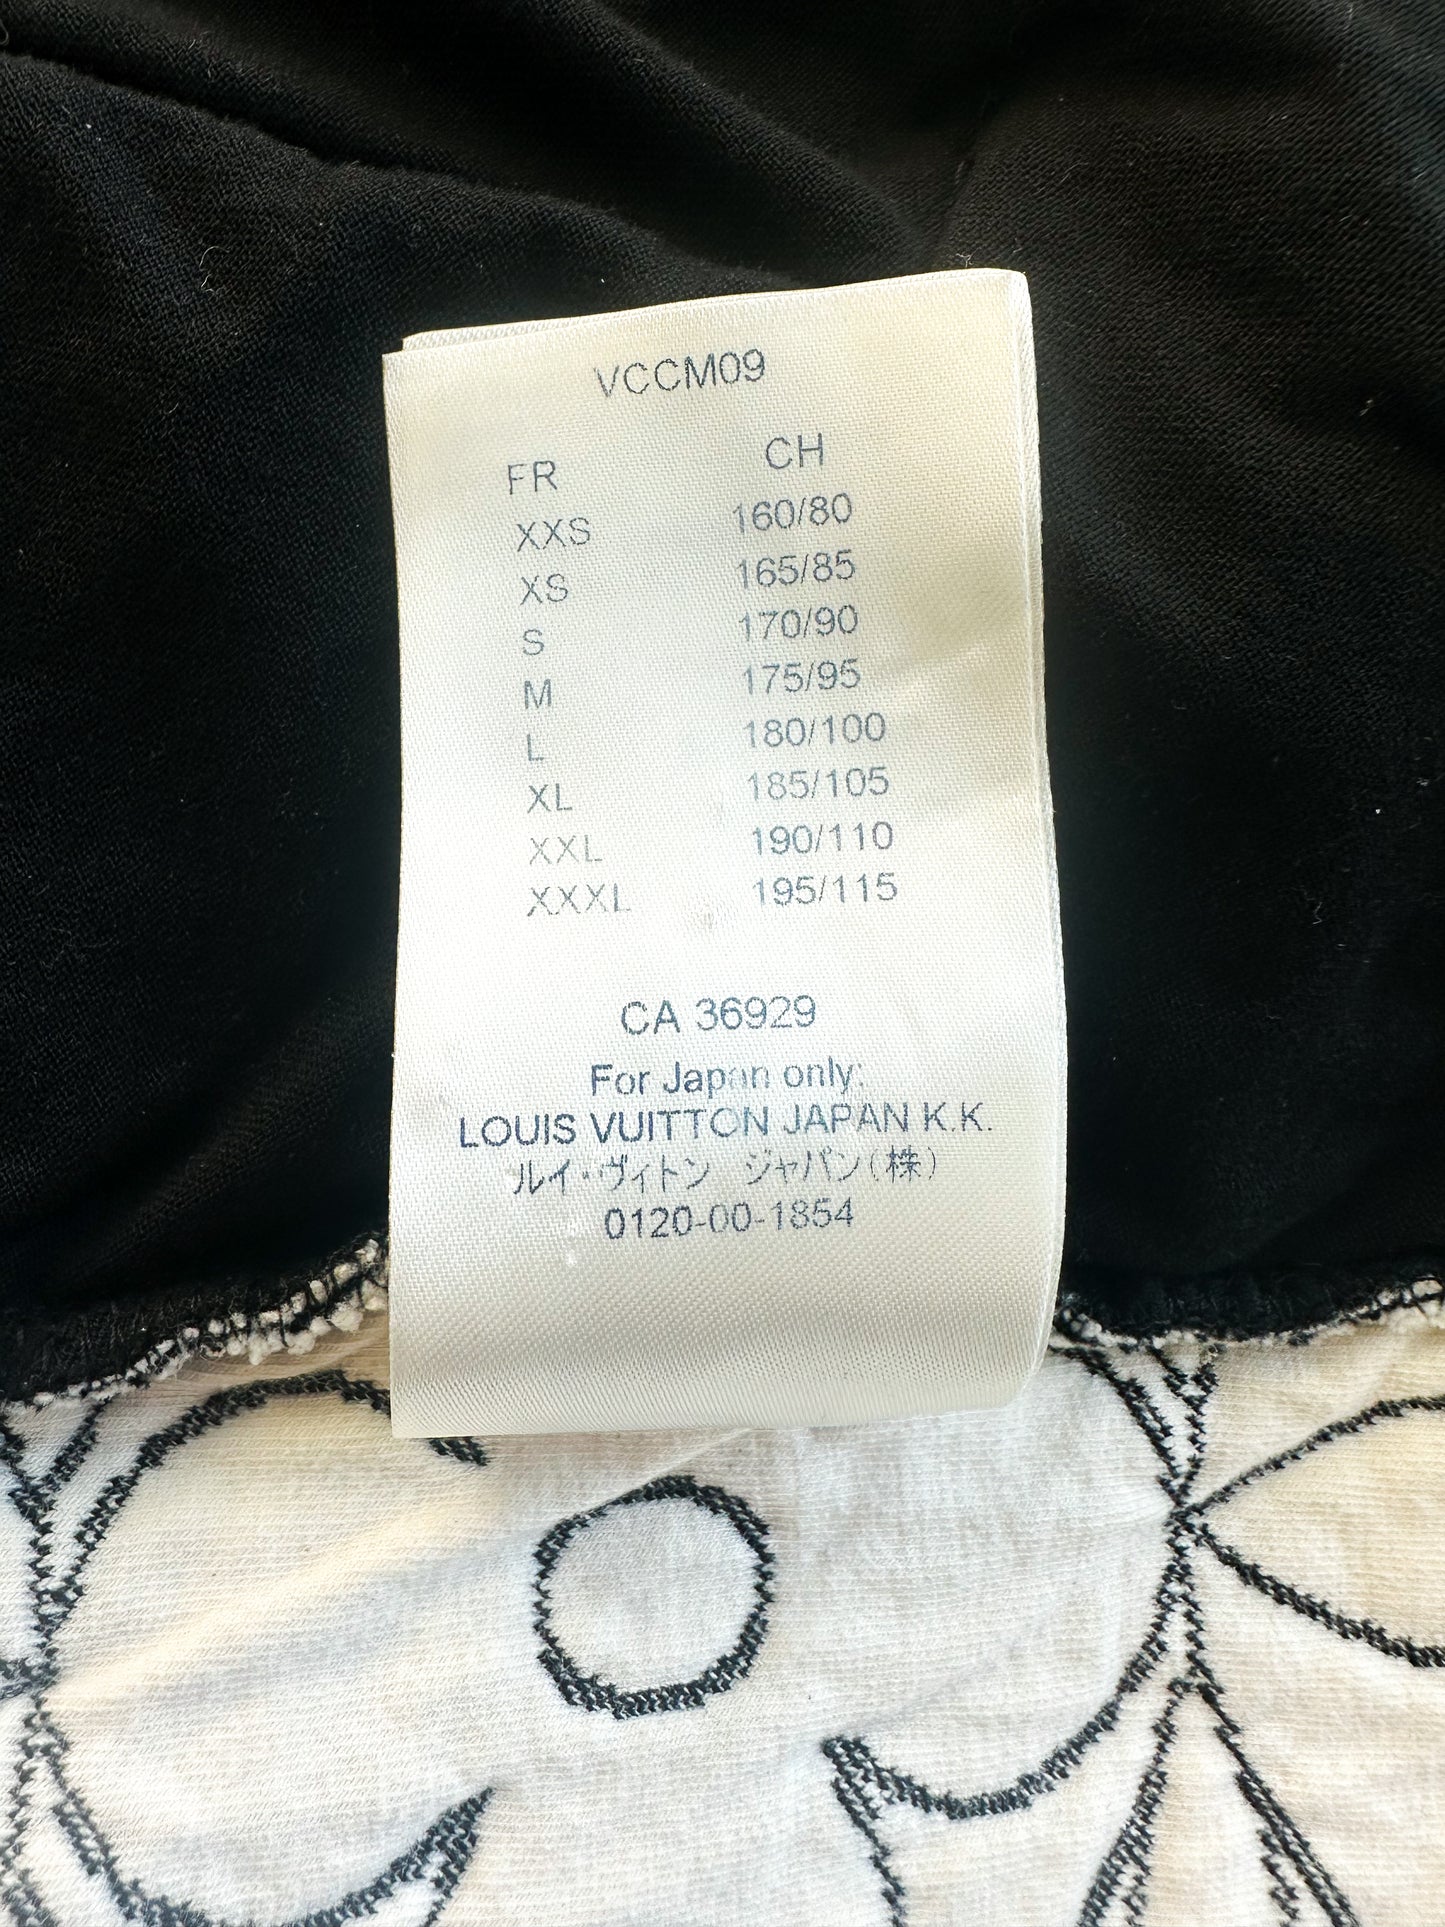 VCCM09
FR CH
XXS 160/80
XS 165/85
S 170/90
M 175/95
L 180/100
XL 185/105
XXL 190/110
XXXL 195/115
CA 36929
For Japan only:
LOUIS VUITTON JAPAN K.K.
ルイ・ヴィトン ジャパン(株)
0120-00-1854